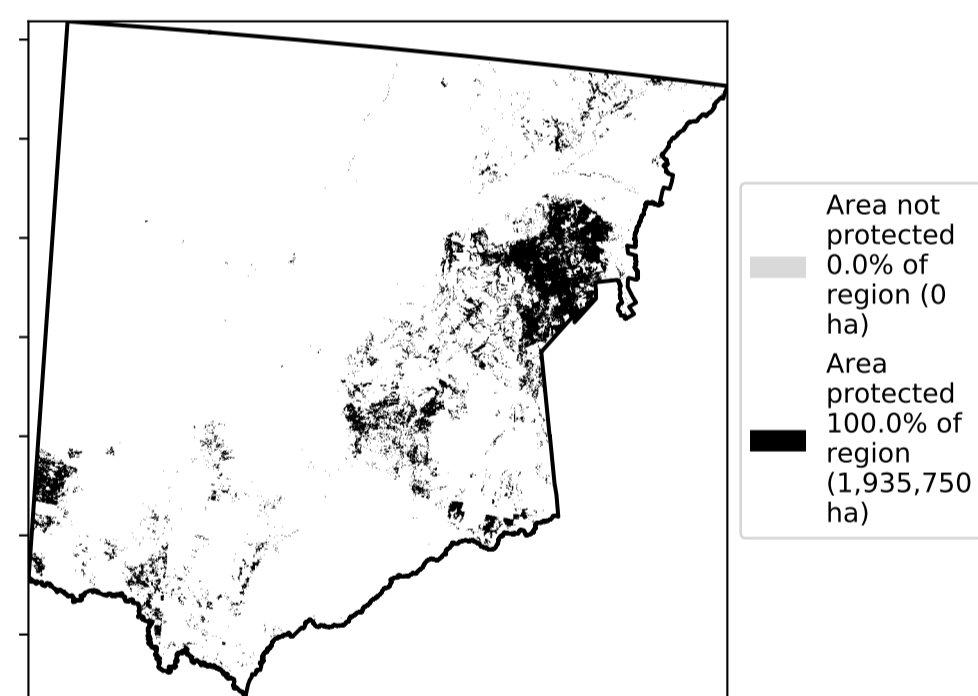 Area not
protected
0.0% of
region (0
ha)
Area
protected
100.0% of
region
(1,935,750
ha)